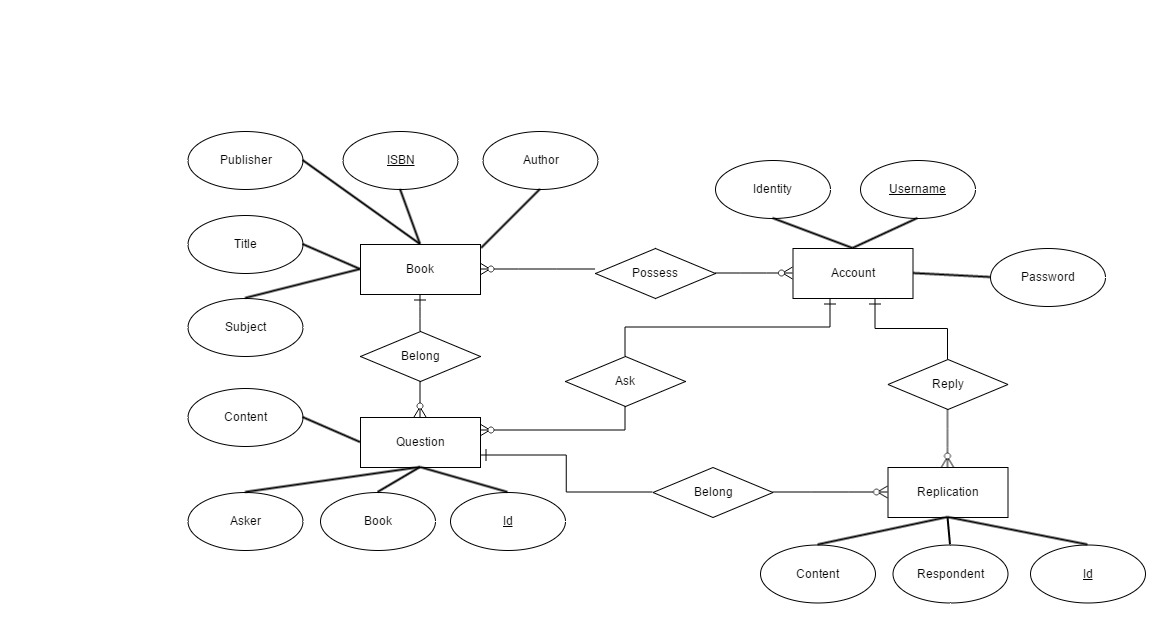 Publisher
ISBN
Author
Identity
Username
Title
Book
Possess
Account
Password
Subject
Belong
Ask
Reply
Content
Question
Belong
Replication
Asker
Book
Id
Content
Respondent
Id